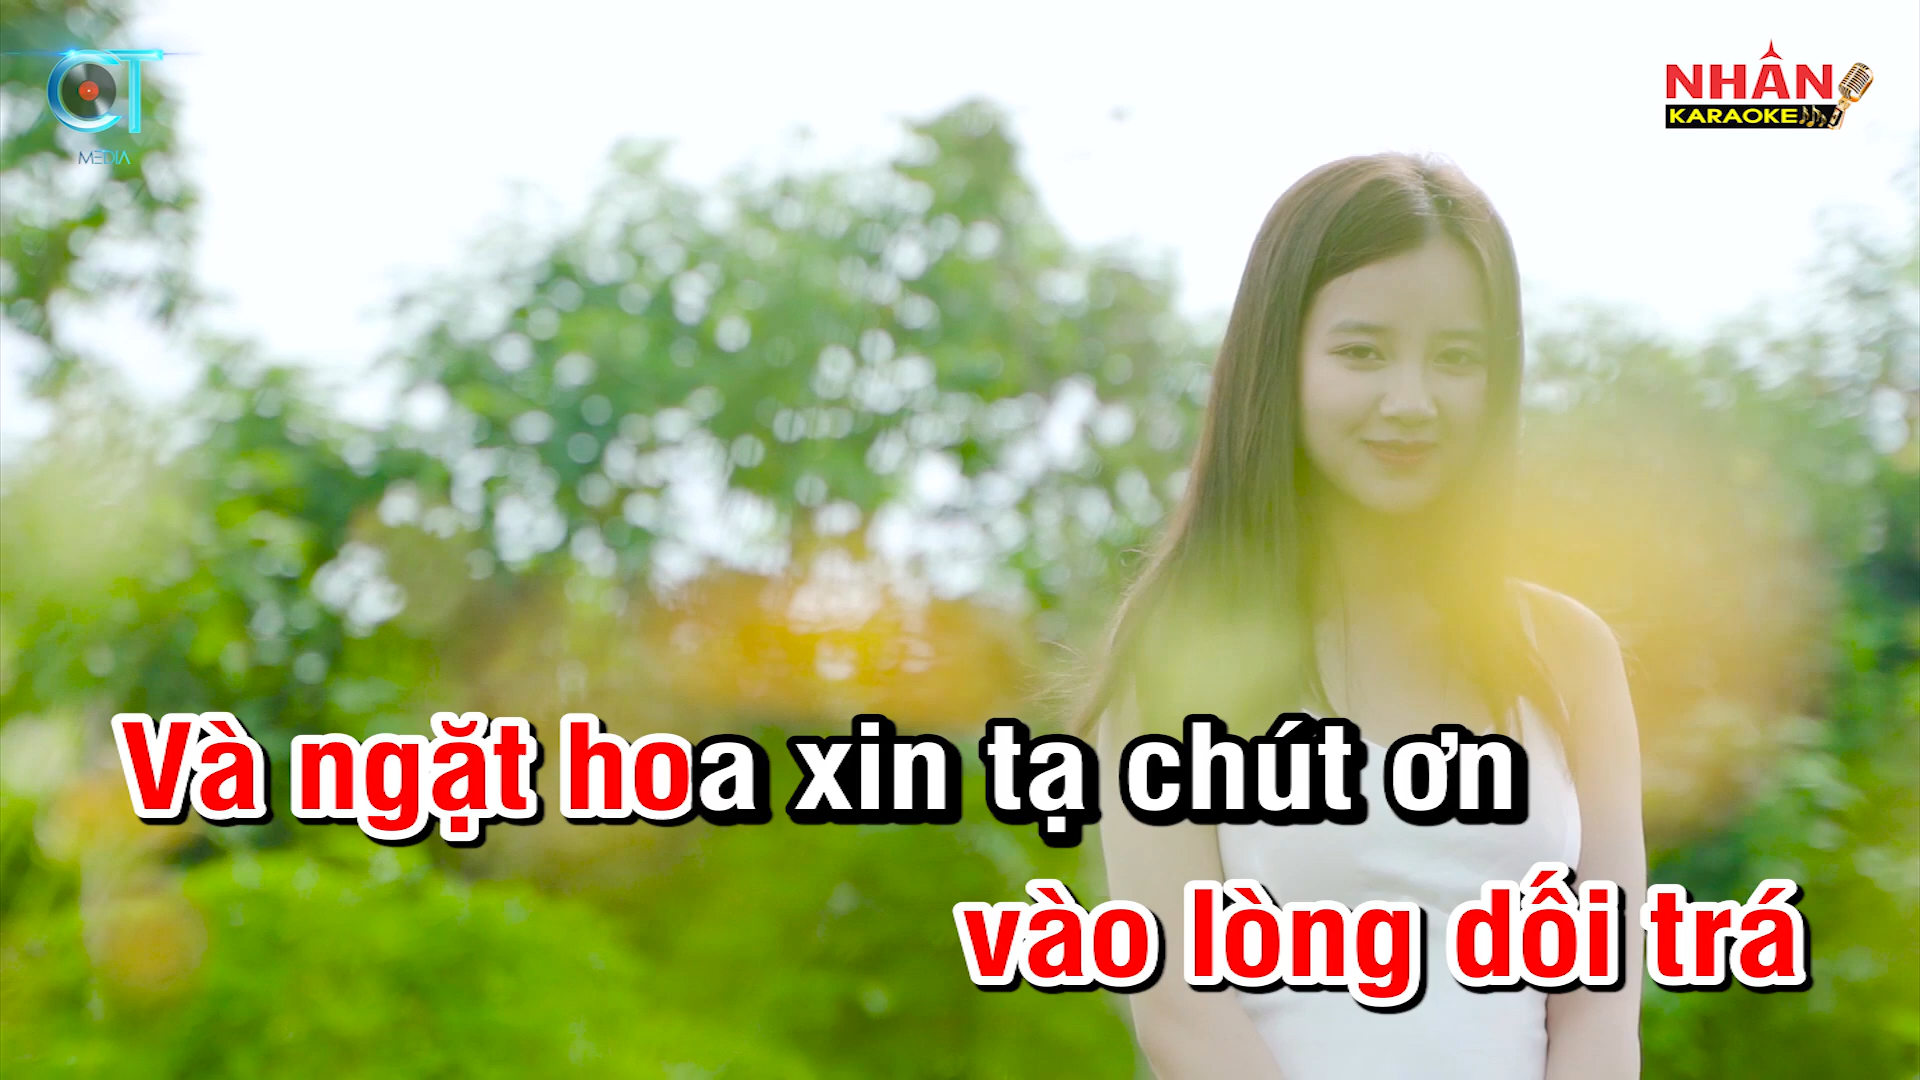 CT
MEDIA
NHÂN
KARAOKE
Và ngặt hoa xin tạ chút ơn
vào lòng dối trá